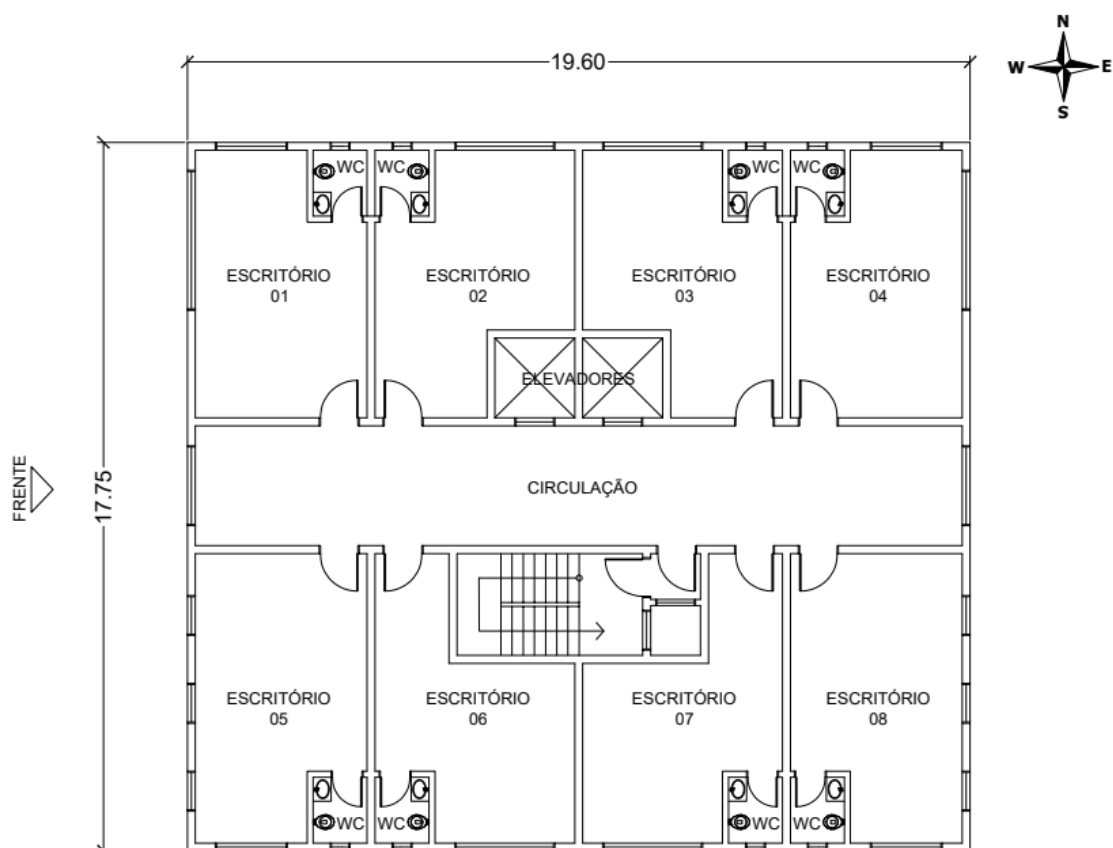 N
19.60
W E
S
WC WC WC WC
ESCRITÓRIO
01
ESCRITÓRIO
02
ESCRITÓRIO
03
ESCRITÓRIO
04
ELEVADORES
FRENTE
17.75
CIRCULAÇÃO
ESCRITÓRIO
05
ESCRITÓRIO
06
ESCRITÓRIO
07
ESCRITÓRIO
08
WC WC WC WC